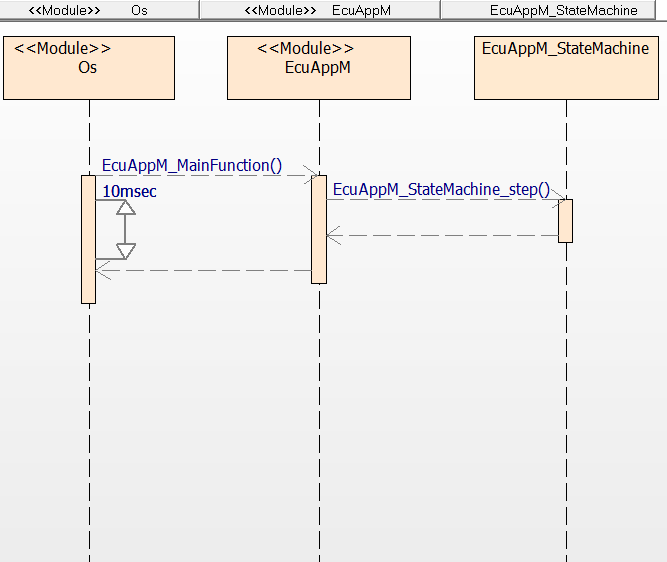 <<Module>> Os <<Module>> EcuAppM EcuAppM_StateMachine
<<Module>>
Os
<<Module>>
EcuAppM
EcuAppM_StateMachine
EcuAppM_MainFunction()
10msec
EcuAppM_StateMachine_step()